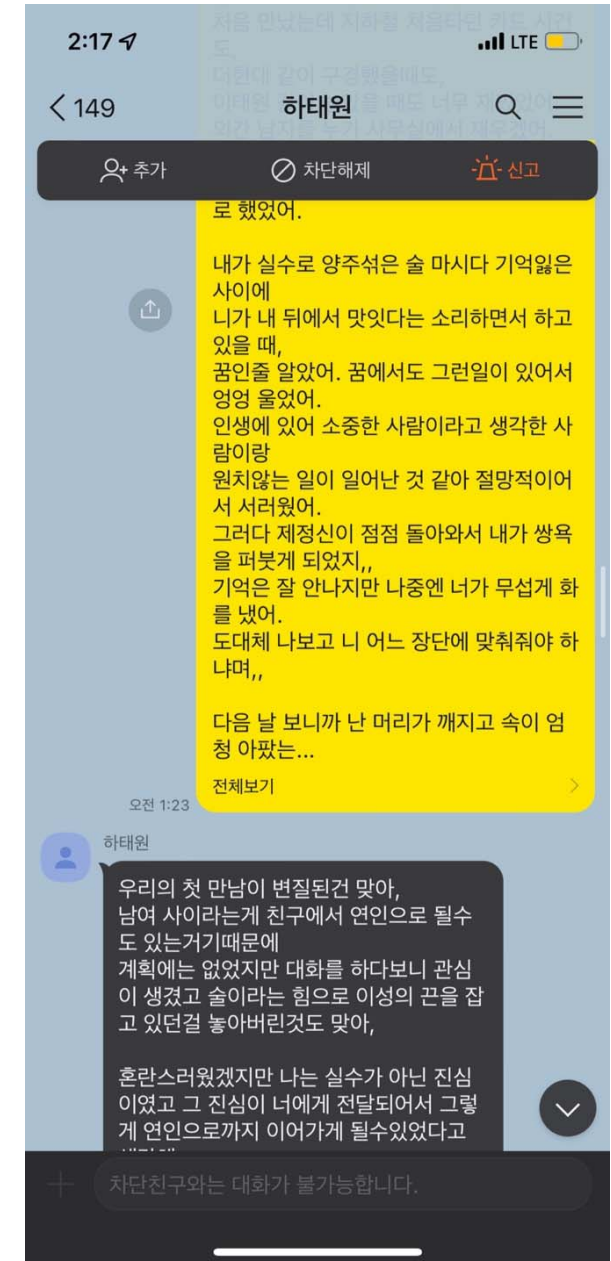 2:17
LTE
149
하태원
추가
차단해제
신고
로 했었어.
내가 실수로 양주섞은 술 마시다 기억잃은
사이에
니가 내 뒤에서 맛잇다는 소리하면서 하고
있을 때,
꿈인줄 알았어. 꿈에서도 그런일이 있어서
엉엉 울었어.
인생에 있어 소중한 사람이라고 생각한 사
람이랑
원치않는 일이 일어난 것 같아 절망적이어
서 서러웠어.
그러다 제정신이 점점 돌아와서 내가 쌍욕
을 퍼붓게 되었지,,
기억은 잘 안나지만 나중엔 너가 무섭게 화
를 냈어.
도대체 나보고 니 어느 장단에 맞춰줘야 하
냐며,,
다음 날 보니까 난 머리가 깨지고 속이 엄
청 아팠는...
전체보기
오전 1:23
하태원
우리의 첫 만남이 변질된건 맞아,
남여 사이라는게 친구에서 연인으로 될수
도 있는거기때문에
계획에는 없었지만 대화를 하다보니 관심
이 생겼고 술이라는 힘으로 이성의 끈을 잡
고 있던걸 놓아버린것도 맞아,
혼란스러웠겠지만 나는 실수가 아닌 진심
이였고 그 진심이 너에게 전달되어서 그렇
게 연인으로까지 이어가게 될수있었다고
차단친구와는 대화가 불가능합니다.